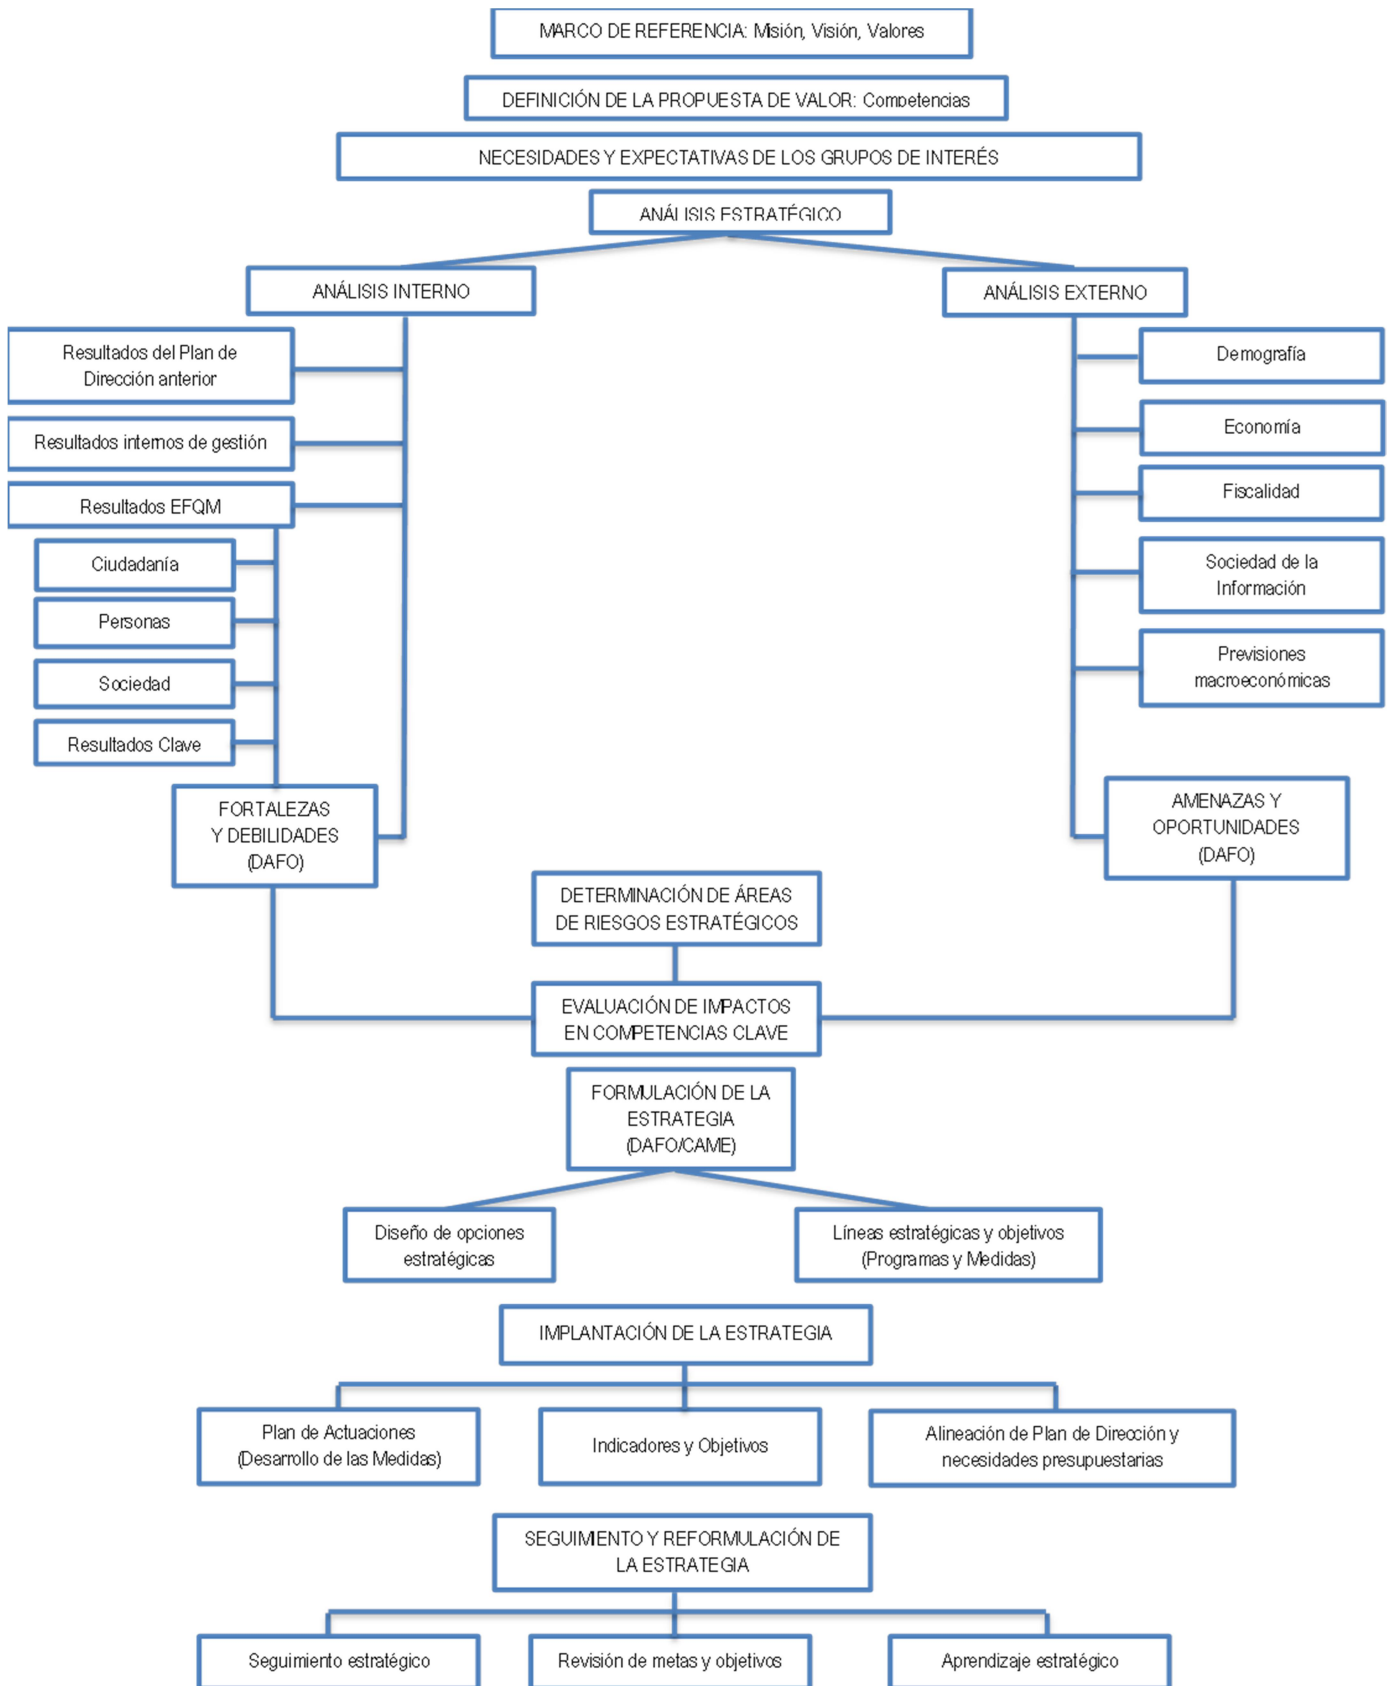 MARCO DE REFERENCIA: Misión, Visión, Valores
DEFINICIÓN DE LA PROPUESTA DE VALOR: Competencias
NECESIDADES Y EXPECTATIVAS DE LOS GRUPOS DE INTERÉS
ANÁLISIS ESTRATÉGICO
ANÁLISIS INTERNO
ANÁLISIS EXTERNO
Resultados del Plan de
Dirección anterior
Resultados internos de gestión
Resultados EFQM
Ciudadanía
Personas
Sociedad
Resultados Clave
FORTALEZAS
Y DEBILIDADES
(DAFO)
Demografía
Economía
Fiscalidad
Sociedad de la
Información
Previsiones
macroeconómicas
AMENAZAS Y
OPORTUNIDADES
(DAFO)
DETERMINACIÓN DE ÁREAS
DE RIESGOS ESTRATÉGICOS
EVALUACIÓN DE IMPACTOS
EN COMPETENCIAS CLAVE
FORMULACIÓN DE LA
ESTRATEGIA
(DAFO/CAME)
Diseño de opciones
estratégicas
Líneas estratégicas y objetivos
(Programas y Medidas)
IMPLANTACIÓN DE LA ESTRATEGIA
Plan de Actuaciones
(Desarrollo de las Medidas)
Indicadores y Objetivos
Alineación de Plan de Dirección y
necesidades presupuestarias
SEGUIMIENTO Y REFORMULACIÓN DE
LA ESTRATEGIA
Seguimiento estratégico
Revisión de metas y objetivos
Aprendizaje estratégico